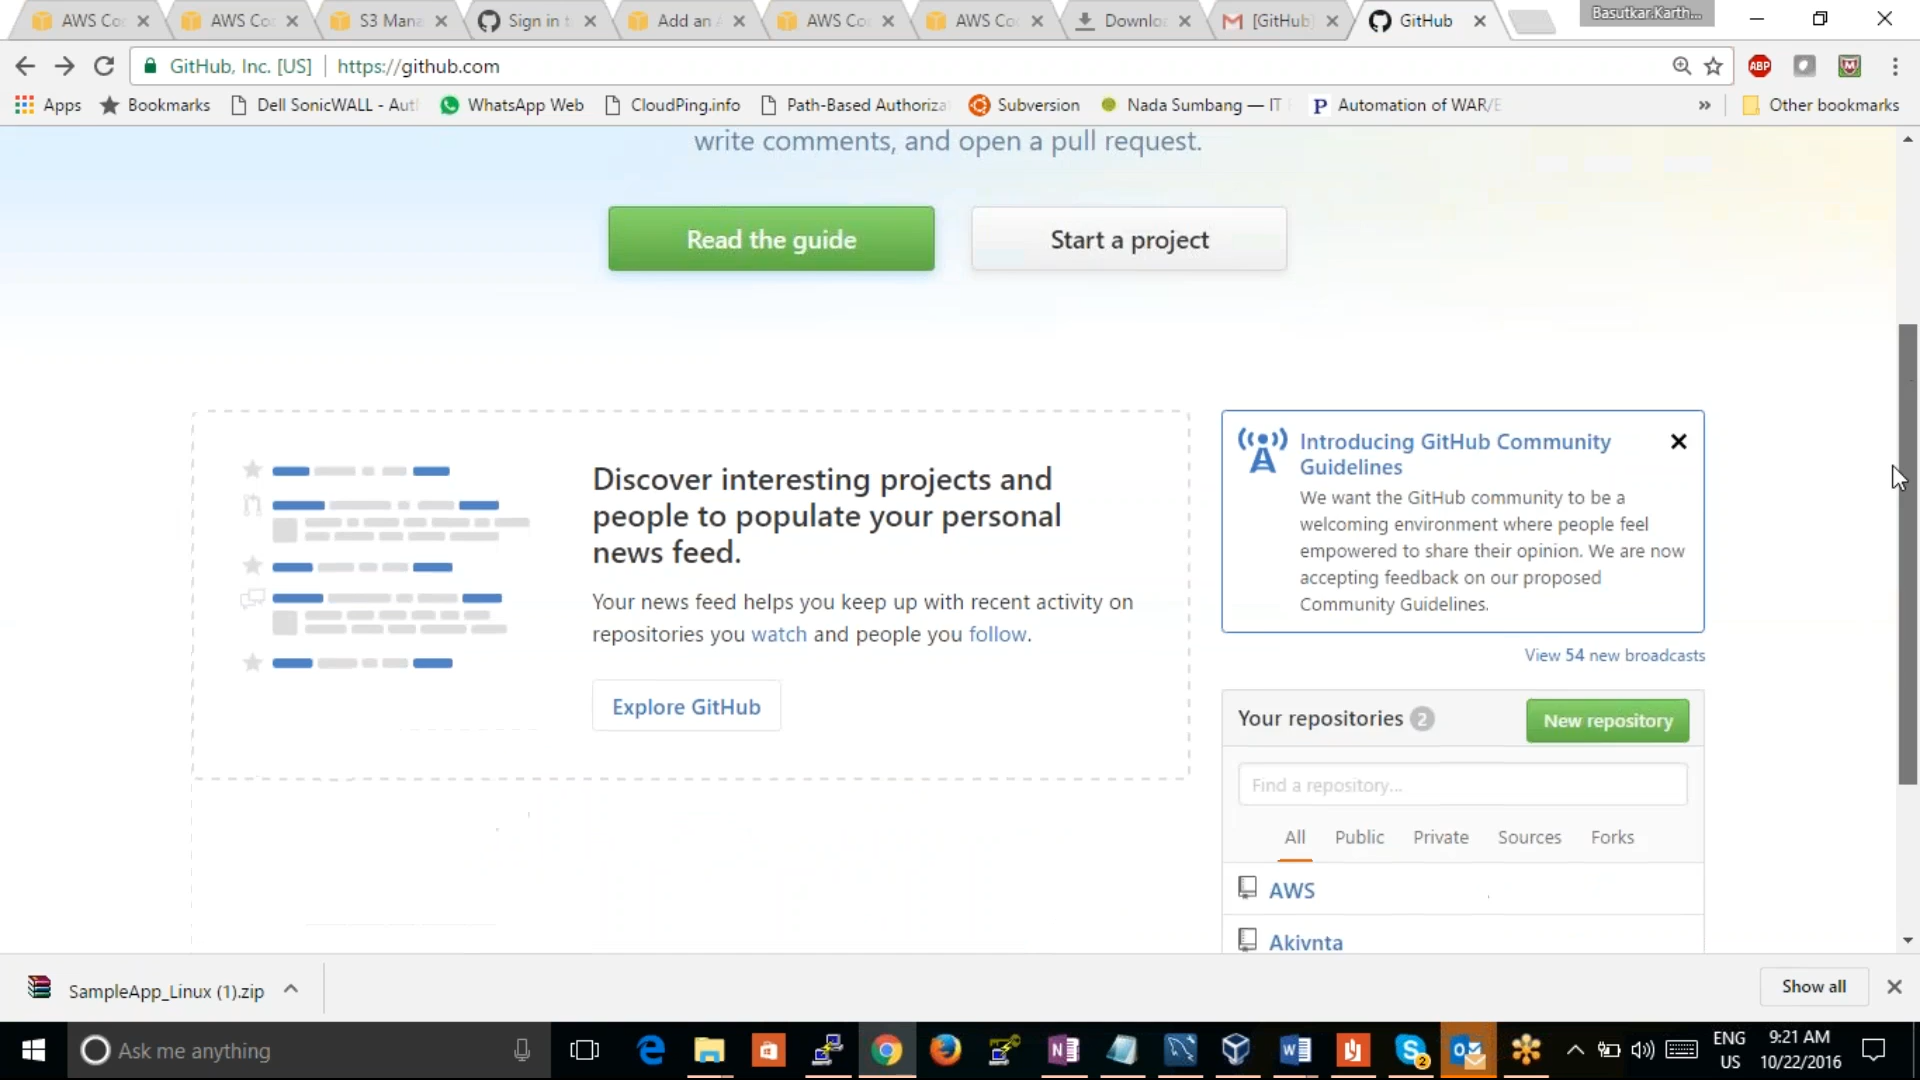 AWS Co
AWS Co
S3 Mana
Sign in t
Add an
AWS Co
AWS Co
Downlo
[GitHub
GitHub
Basutkar.Karth...
GitHub, Inc. [US] https://github.com
ABP
Apps Bookmarks Dell SonicWALL - Aut WhatsApp Web CloudPing.info Path-Based Authoriza Subversion Nada Sumbang — IT Automation of WAR/E » Other bookmarks
write comments, and open a pull request.
Read the guide
Start a project
Discover interesting projects and
people to populate your personal
news feed.
Your news feed helps you keep up with recent activity on
repositories you watch and people you follow.
Explore GitHub
Introducing GitHub Community
Guidelines
We want the GitHub community to be a
welcoming environment where people feel
empowered to share their opinion. We are now
accepting feedback on our proposed
Community Guidelines.
View 54 new broadcasts
Your repositories 2
New repository
Find a repository...
All Public Private Sources Forks
AWS
Akivnta
SampleApp_Linux (1).zip
Show all
Ask me anything
2
ENG
US
9:21 AM
10/22/2016